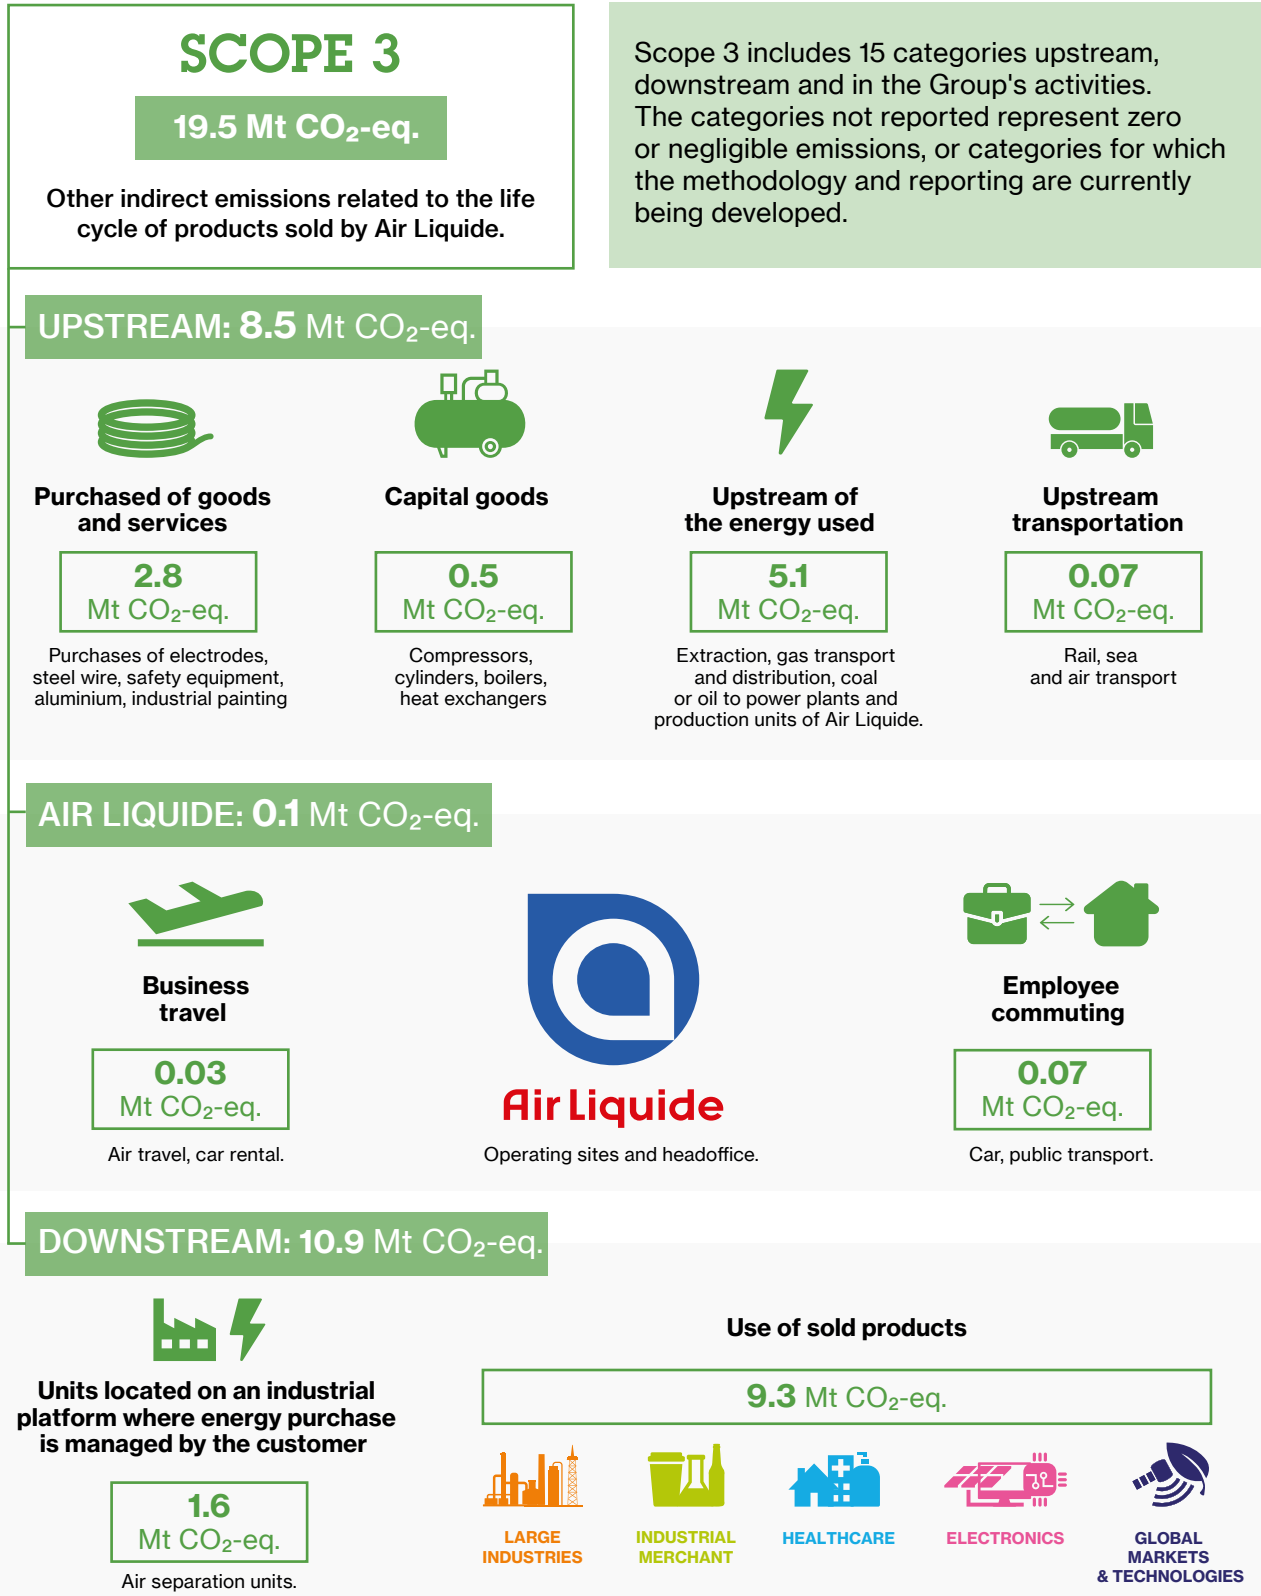 SCOPE 3
19.5 Mt CO₂-eq.
Other indirect emissions related to the life
cycle of products sold by Air Liquide.
Scope 3 includes 15 categories upstream,
downstream and in the Group's activities.
The categories not reported represent zero
or negligible emissions, or categories for which
the methodology and reporting are currently
being developed.
UPSTREAM: 8.5 Mt CO₂-eq.
Purchased of goods
and services
2.8
Mt CO₂-eq.
Purchases of electrodes,
steel wire, safety equipment,
aluminium, industrial painting
Capital goods
0.5
Mt CO₂-eq.
Compressors,
cylinders, boilers,
heat exchangers
Upstream of
the energy used
5.1
Mt CO₂-eq.
Extraction, gas transport
and distribution, coal
or oil to power plants and
production units of Air Liquide.
Upstream
transportation
0.07
Mt CO₂-eq.
Rail, sea
and air transport
AIR LIQUIDE: 0.1 Mt CO₂-eq.
Business
travel
0.03
Mt CO₂-eq.
Air travel, car rental.
Air Liquide
Operating sites and headoffice.
Employee
commuting
0.07
Mt CO₂-eq.
Car, public transport.
DOWNSTREAM: 10.9 Mt CO₂-eq.
Units located on an industrial
platform where energy purchase
is managed by the customer
1.6
Mt CO₂-eq.
Air separation units.
Use of sold products
9.3 Mt CO₂-eq.
LARGE
INDUSTRIES
INDUSTRIAL
MERCHANT
HEALTHCARE
ELECTRONICS
GLOBAL
MARKETS
& TECHNOLOGIES